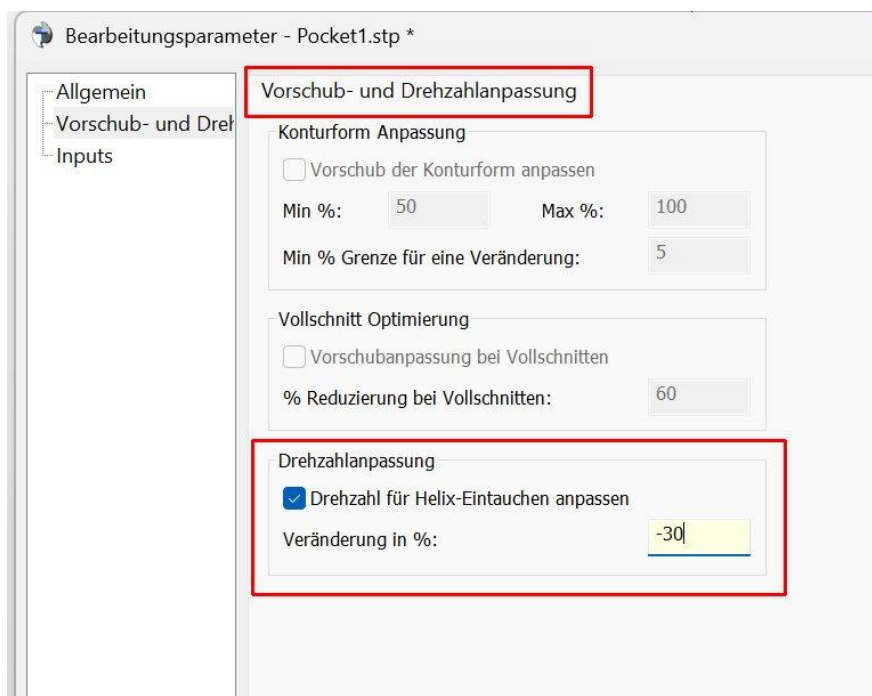 Bearbeitungsparameter - Pocket1.stp *
Allgemein
Vorschub- und Dreh
Inputs
Vorschub- und Drehzahlanpassung
Konturform Anpassung
Vorschub der Konturform anpassen
Min %: 50 Max %: 100
Min % Grenze für eine Veränderung: 5
Vollschnitt Optimierung
Vorschubanpassung bei Vollschnitten
% Reduzierung bei Vollschnitten: 60
Drehzahlanpassung
Drehzahl für Helix-Eintauchen anpassen
Veränderung in %: -30